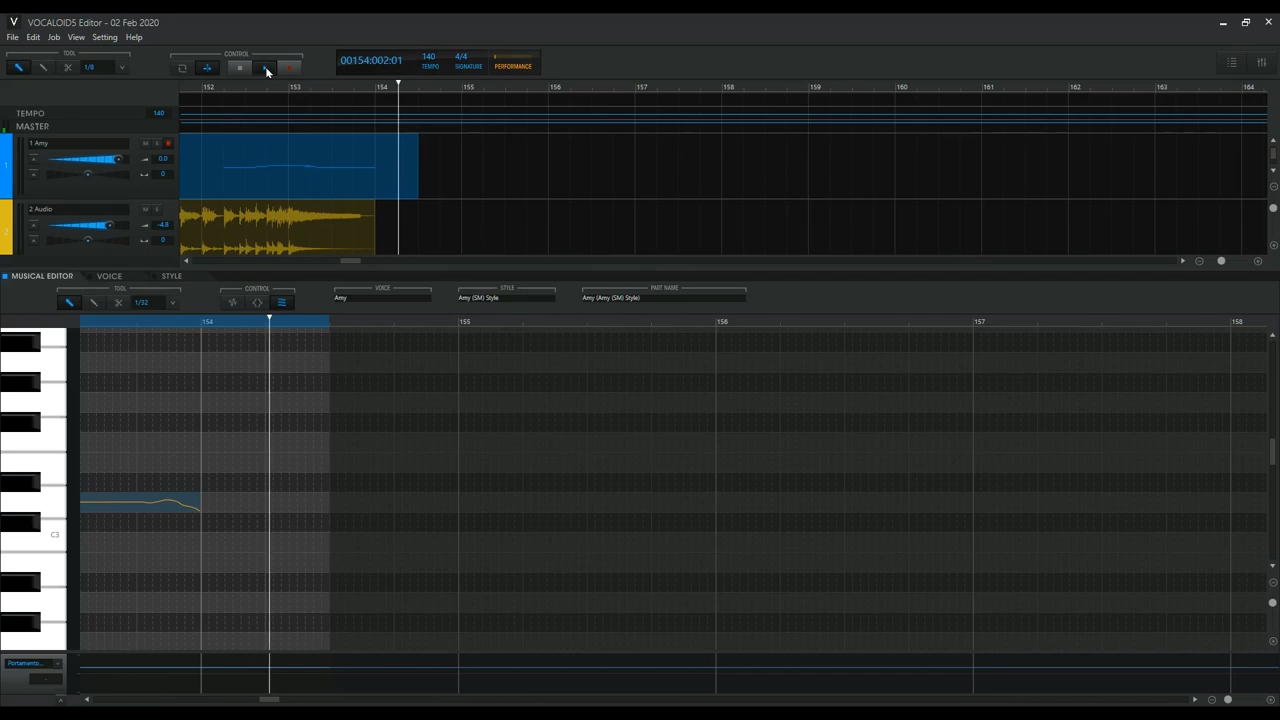 V VOCALOID5 Editor - 02 Feb 2020
File Edit Job View Setting Help
TOOL CONTROL
1/8
00154:002:01 140 TEMPO 4/4 SIGNATURE PERFORMANCE
152 153 154 155 156 157 158 159 160 161 162 163 164
TEMPO 140
MASTER
1 1 Amy M S
0.0
0
2 2 Audio M S
-4.8
0
MUSICAL EDITOR VOICE STYLE
TOOL CONTROL VOICE STYLE PART NAME
1/32 Amy Amy (SM) Style Amy (Amy (SM) Style)
154 155 156 157 158
C3
Portamento...
-